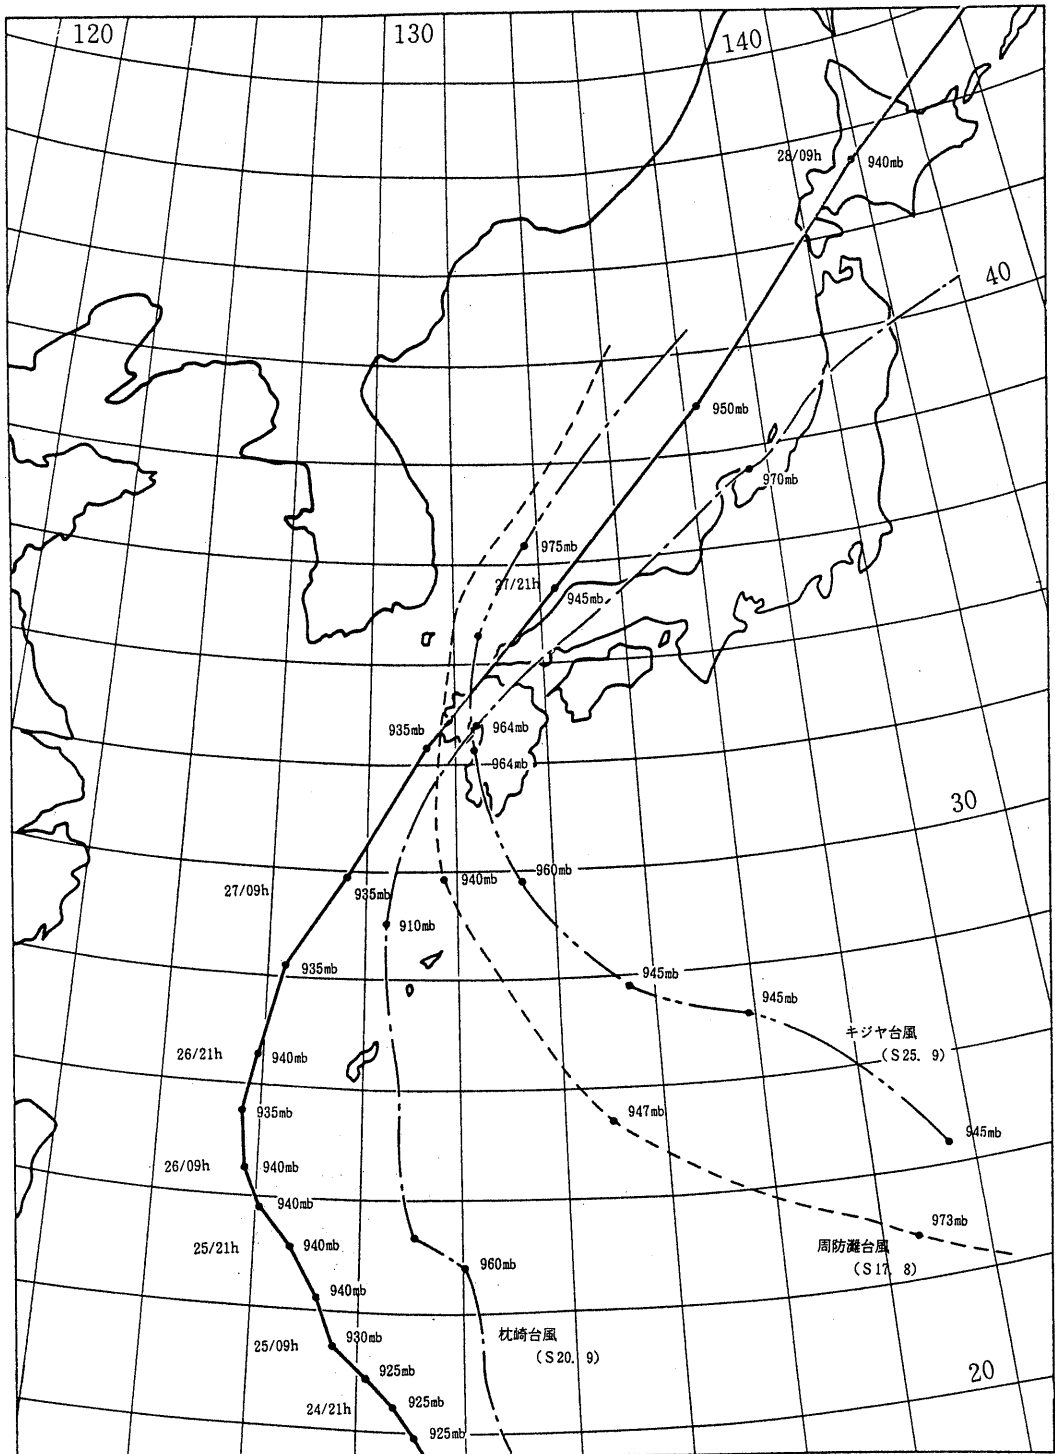 120
130
140
28/09h
940mb
40
950mb
970mb
975mb
27/21h
945mb
935mb
964mb
964mb
30
27/09h
935mb
940mb
960mb
910mb
935mb
945mb
945mb
キジヤ台風
(S25. 9)
26/21h
940mb
935mb
947mb
945mb
26/09h
940mb
940mb
973mb
25/21h
940mb
周防灘台風
(S17. 8)
960mb
940mb
25/09h
930mb
枕崎台風
(S20. 9)
925mb
20
24/21h
925mb
925mb